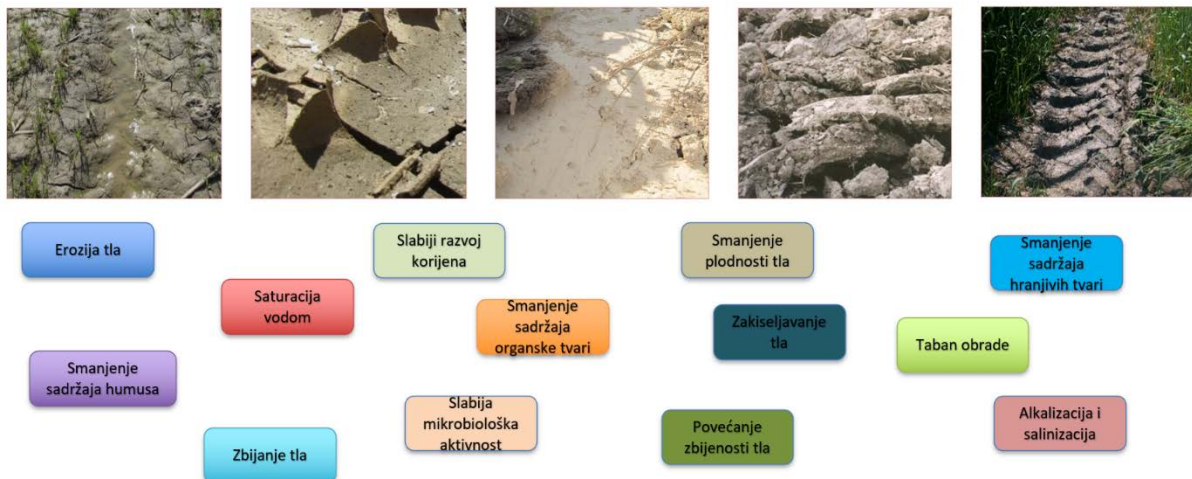 Erozija tla
Slabiji razvoj
korijena
Smanjenje
plodnosti tla
Smanjenje
sadržaja
hranjivih tvari
Saturacija
vodom
Smanjenje
sadržaja
organske tvari
Zakiseljavanje
tla
Taban obrade
Smanjenje
sadržaja humusa
Slabija
mikrobiološka
aktivnost
Povećanje
zbijenosti tla
Alkalizacija i
salinizacija
Zbijanje tla